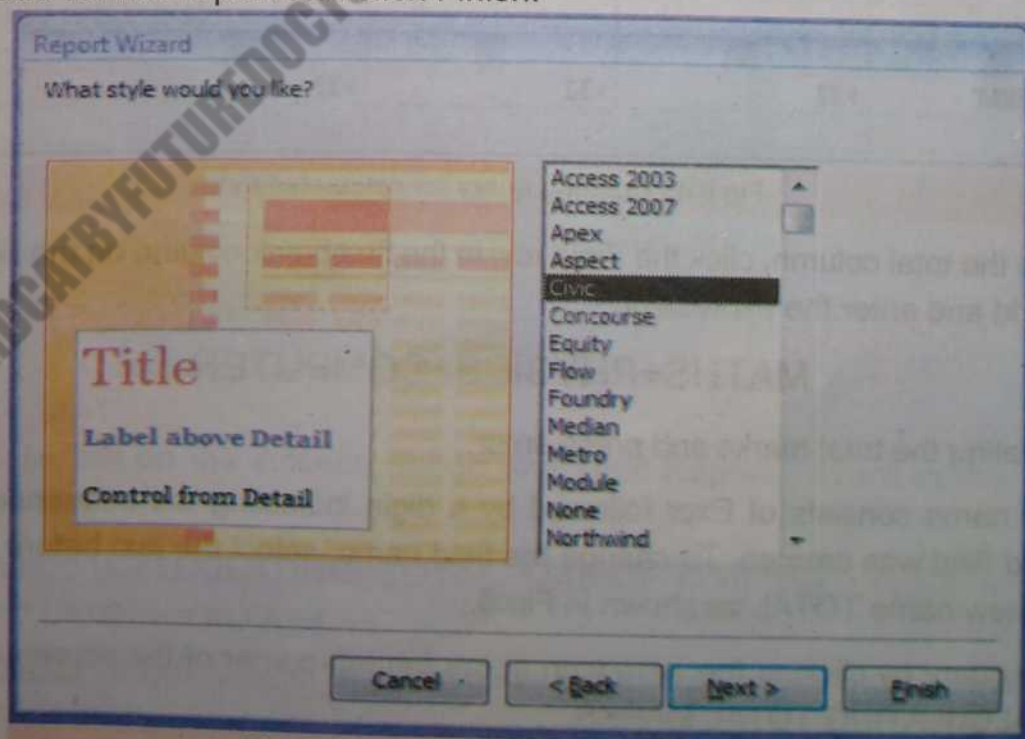 Report Wizard
What style would you like?
Title
Label above Detail
Control from Detail
Access 2003
Access 2007
Apex
Aspect
Civic
Concourse
Equity
Flow
Foundry
Median
Metro
Module
None
Northwind
Cancel
< Back
Next >
Finish